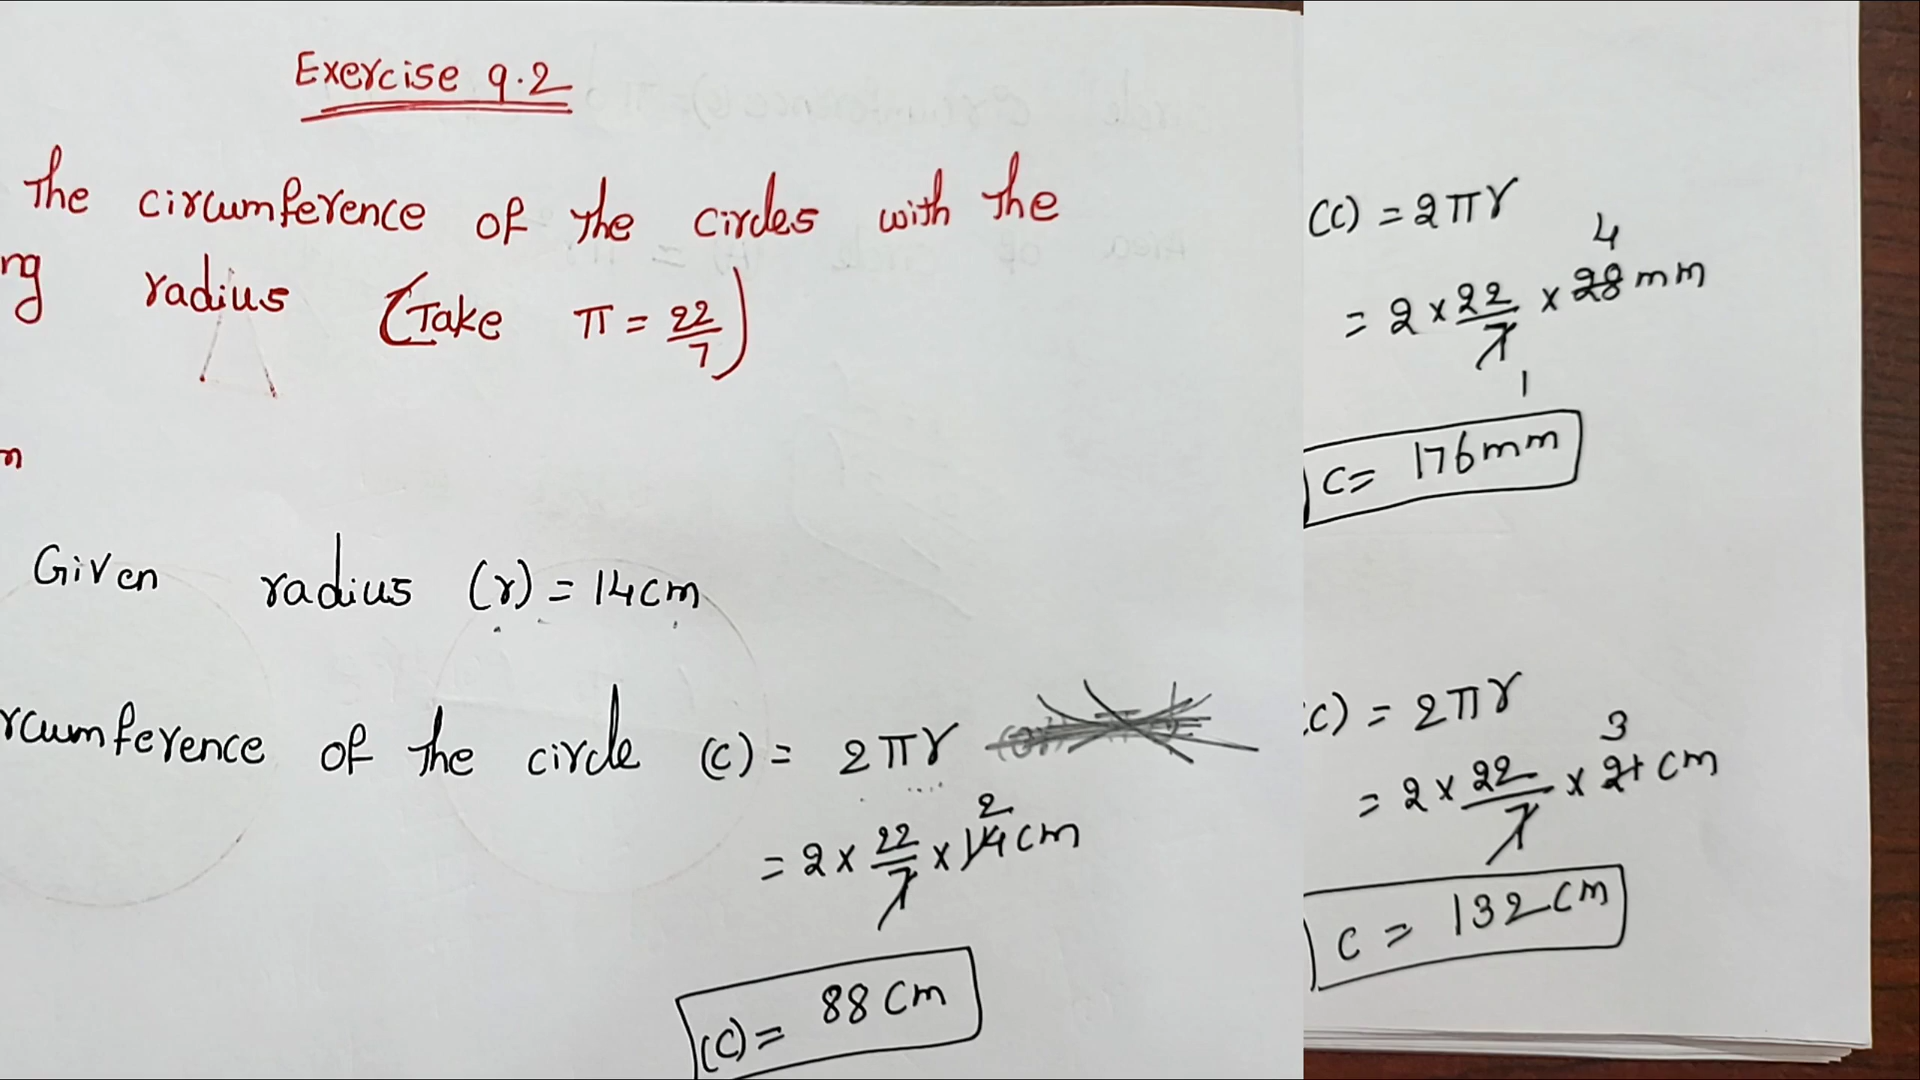 Exercise 9.2
The circumference of the circles with the
ng radius (Take π = 22/7)
m
Given radius (r) = 14cm
rcumference of the circle (C) = 2πr
= 2 × 22/7 × 14 cm
2
(C) = 88 cm
(C) = 2πr
4
= 2 × 22/7 × 28 mm
1
C = 176mm
C) = 2πr
3
= 2 × 22/7 × 21 cm
C = 132 cm